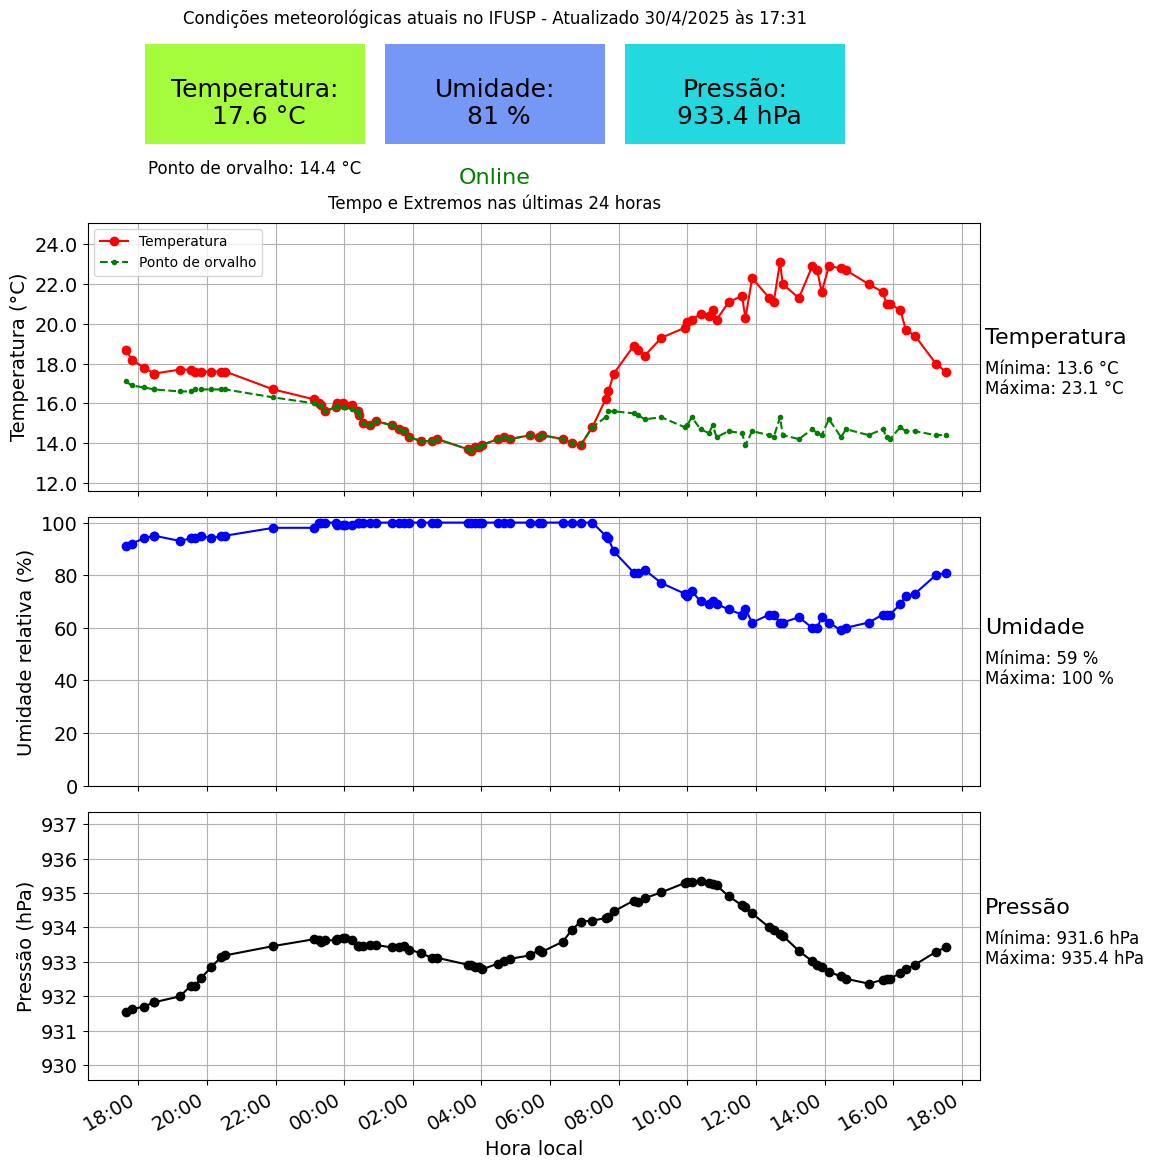 Condições meteorológicas atuais no IFUSP - Atualizado 30/4/2025 às 17:31
Temperatura:
17.6 °C
Umidade:
81 %
Pressão:
933.4 hPa
Ponto de orvalho: 14.4 °C
Online
Tempo e Extremos nas últimas 24 horas
Temperatura
Ponto de orvalho
Temperatura (°C)
24.0
22.0
20.0
18.0
16.0
14.0
12.0
Temperatura
Mínima: 13.6 °C
Máxima: 23.1 °C
Umidade relativa (%)
100
80
60
40
20
0
Umidade
Mínima: 59 %
Máxima: 100 %
Pressão (hPa)
937
936
935
934
933
932
931
930
Pressão
Mínima: 931.6 hPa
Máxima: 935.4 hPa
18:00 20:00 22:00 00:00 02:00 04:00 06:00 08:00 10:00 12:00 14:00 16:00 18:00
Hora local